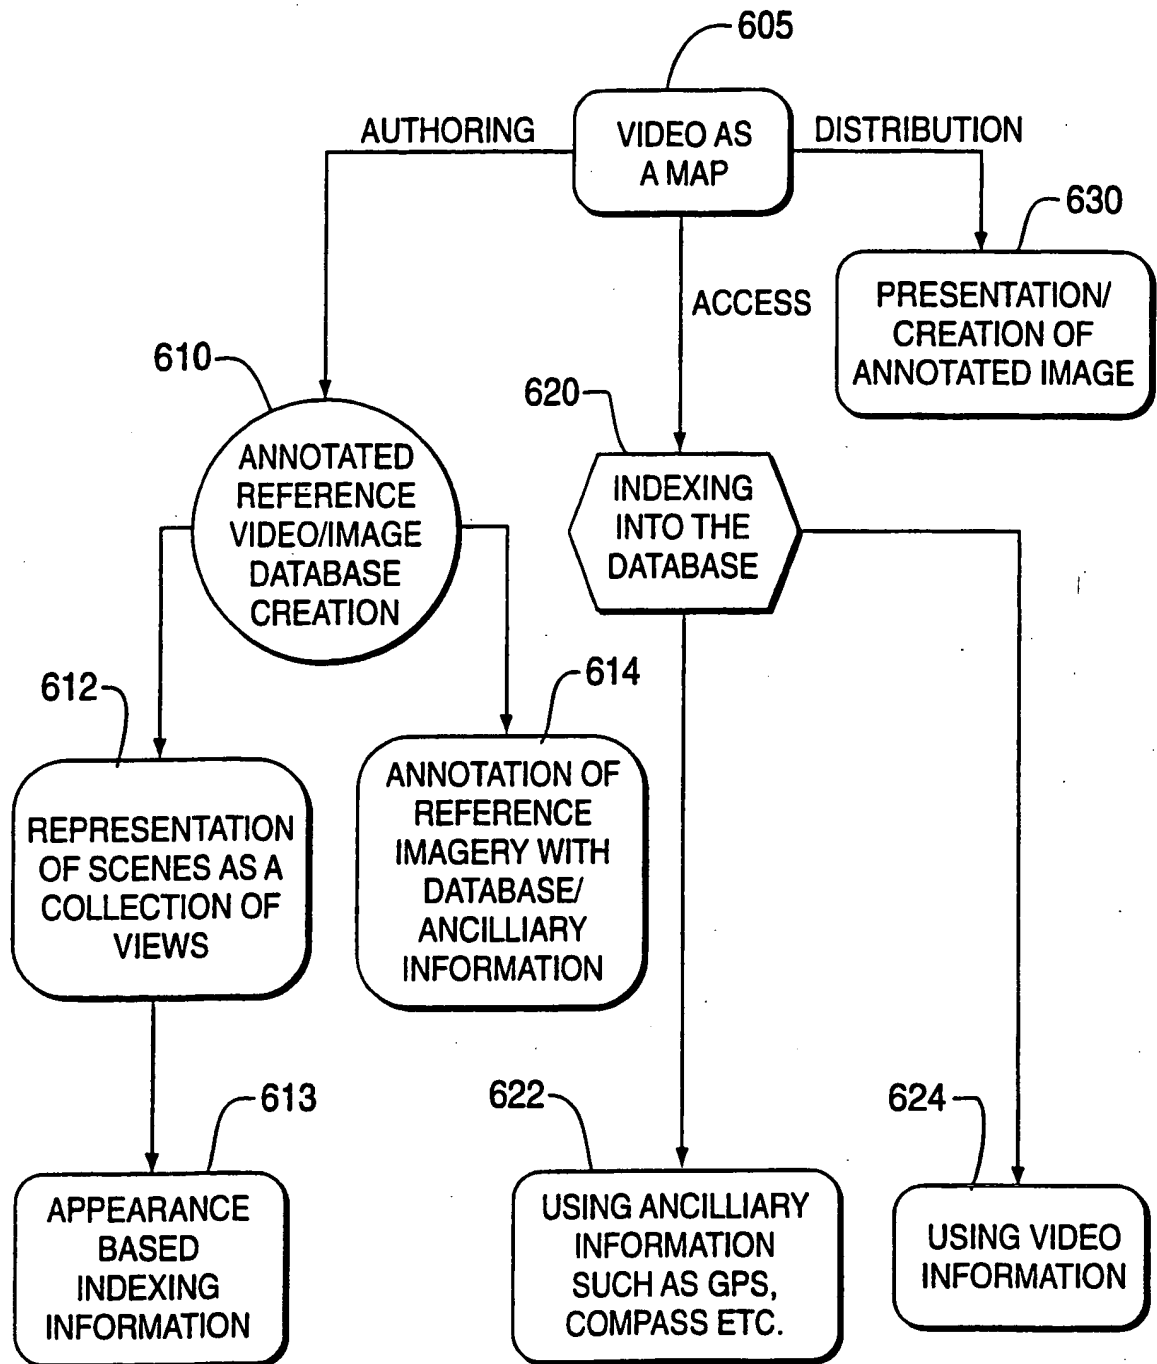 605
AUTHORING
VIDEO AS
A MAP
DISTRIBUTION
630
ACCESS
PRESENTATION/
CREATION OF
ANNOTATED IMAGE
610
620
ANNOTATED
REFERENCE
VIDEO/IMAGE
DATABASE
CREATION
INDEXING
INTO THE
DATABASE
612
614
REPRESENTATION
OF SCENES AS A
COLLECTION OF
VIEWS
ANNOTATION OF
REFERENCE
IMAGERY WITH
DATABASE/
ANCILLIARY
INFORMATION
613
622
624
APPEARANCE
BASED
INDEXING
INFORMATION
USING ANCILLIARY
INFORMATION
SUCH AS GPS,
COMPASS ETC.
USING VIDEO
INFORMATION